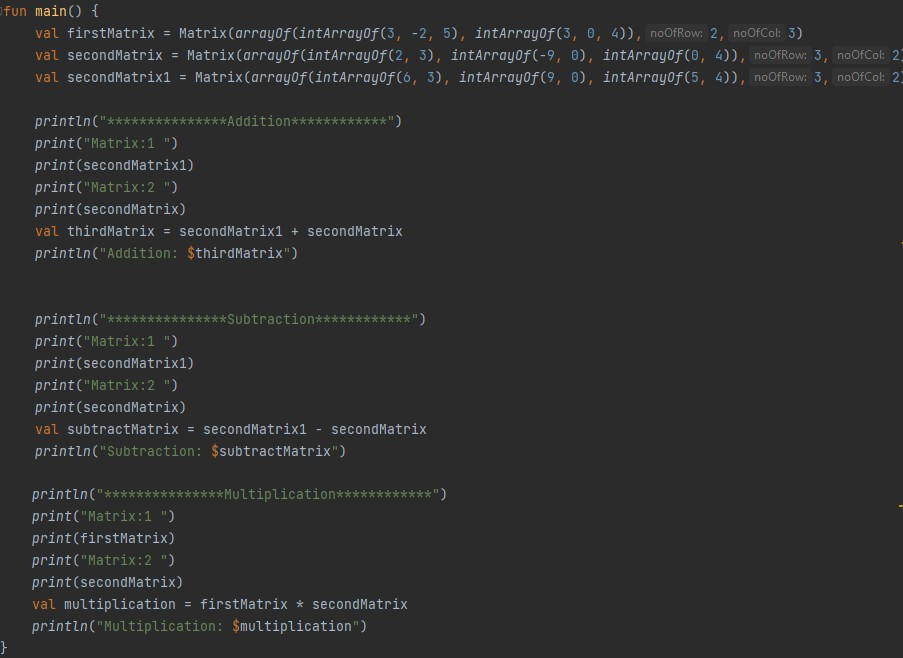 fun main() {
    val firstMatrix = Matrix(arrayOf(intArrayOf(3, -2, 5), intArrayOf(3, 0, 4)), noOfRow: 2, noOfCol: 3)
    val secondMatrix = Matrix(arrayOf(intArrayOf(2, 3), intArrayOf(-9, 0), intArrayOf(0, 4)), noOfRow: 3, noOfCol: 2)
    val secondMatrix1 = Matrix(arrayOf(intArrayOf(6, 3), intArrayOf(9, 0), intArrayOf(5, 4)), noOfRow: 3, noOfCol: 2)
    println("***************Addition************")
    print("Matrix:1 ")
    print(secondMatrix1)
    print("Matrix:2 ")
    print(secondMatrix)
    val thirdMatrix = secondMatrix1 + secondMatrix
    println("Addition: $thirdMatrix")
    println("***************Subtraction************")
    print("Matrix:1 ")
    print(secondMatrix1)
    print("Matrix:2 ")
    print(secondMatrix)
    val subtractMatrix = secondMatrix1 - secondMatrix
    println("Subtraction: $subtractMatrix")
    println("***************Multiplication************")
    print("Matrix:1 ")
    print(firstMatrix)
    print("Matrix:2 ")
    print(secondMatrix)
    val multiplication = firstMatrix * secondMatrix
    println("Multiplication: $multiplication")
}